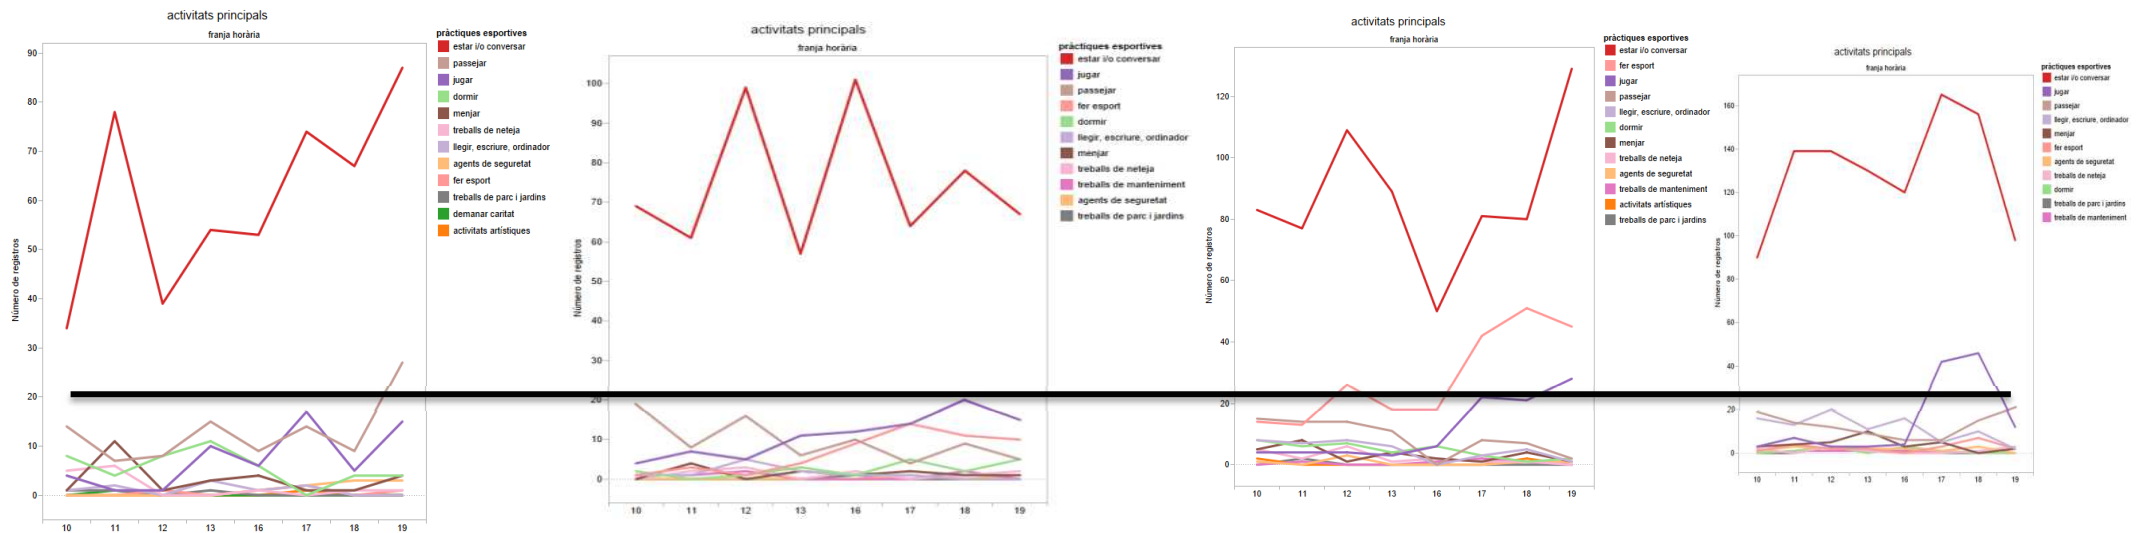 activitats principals
franja horària
pràctiques esportives
estar i/o conversar
passejar
jugar
dormir
menjar
treballs de neteja
llegir, escriure, ordinador
agents de seguretat
fer esport
treballs de parc i jardins
demanar caritat
activitats artístiques
Número de registros
90
80
70
60
50
40
30
20
10
0
10 11 12 13 16 17 18 19
activitats principals
franja horària
pràctiques esportives
estar i/o conversar
jugar
passejar
fer esport
dormir
llegir, escriure, ordinador
menjar
treballs de neteja
treballs de manteniment
agents de seguretat
treballs de parc i jardins
Número de registros
100
90
80
70
60
50
40
30
20
10
0
10 11 12 13 16 17 18 19
activitats principals
franja horària
pràctiques esportives
estar i/o conversar
fer esport
jugar
passejar
llegir, escriure, ordinador
dormir
menjar
treballs de neteja
agents de seguretat
treballs de manteniment
activitats artístiques
treballs de parc i jardins
Número de registros
120
100
80
60
40
20
0
10 11 12 13 16 17 18 19
activitats principals
franja horària
pràctiques esportives
estar i/o conversar
jugar
passejar
llegir, escriure, ordinador
menjar
fer esport
agents de seguretat
treballs de neteja
dormir
treballs de parc i jardins
treballs de manteniment
Número de registros
160
140
120
100
80
60
40
20
0
10 11 12 13 16 17 18 19